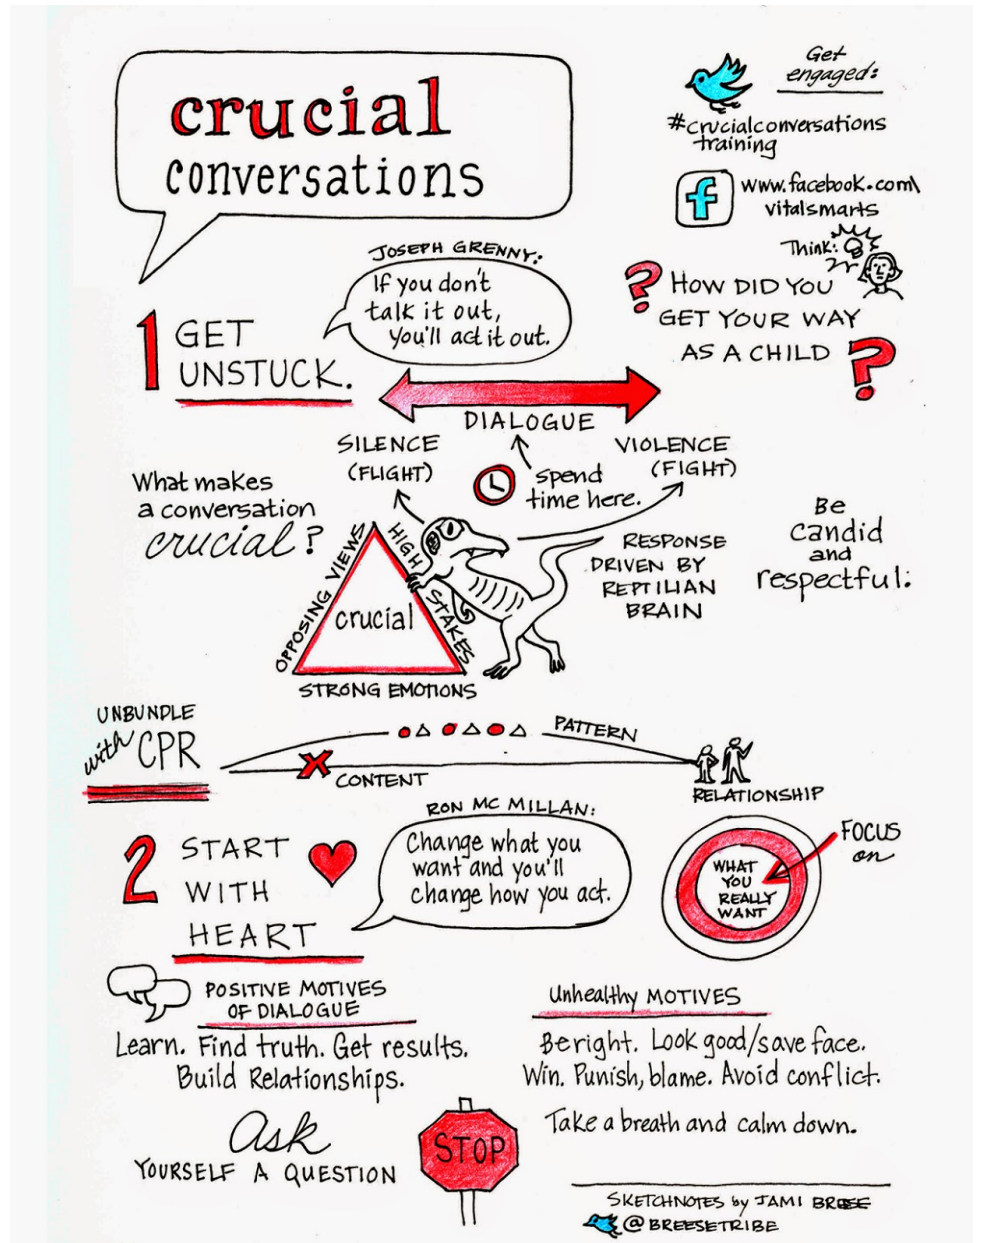 crucial
conversations
Get
engaged:
#crucialconversations
training
f
www.facebook.com\
vitalsmarts
Think:
? HOW DID YOU
GET YOUR WAY
AS A CHILD ?
JOSEPH GRENNY:
If you don't
talk it out,
you'll act it out.
1 GET
UNSTUCK.
DIALOGUE
SILENCE
(FLIGHT)
VIOLENCE
(FIGHT)
Spend
time here.
What makes
a conversation
crucial?
OPPOSING VIEWS
HIGH STAKES
crucial
STRONG EMOTIONS
RESPONSE
DRIVEN BY
REPTILIAN
BRAIN
Be
candid
and
respectful:
UNBUNDLE
with CPR
PATTERN
CONTENT
RELATIONSHIP
2 START
WITH
HEART
RON MC MILLAN:
Change what you
want and you'll
change how you act.
FOCUS
on
WHAT
YOU
REALLY
WANT
POSITIVE MOTIVES
OF DIALOGUE
Learn. Find truth. Get results.
Build Relationships.
Unhealthy MOTIVES
Be right. Look good/save face.
Win. Punish, blame. Avoid conflict.
Ask
YOURSELF A QUESTION
STOP
Take a breath and calm down.
SKETCHNOTES by JAMI BREESE
@BREESETRIBE